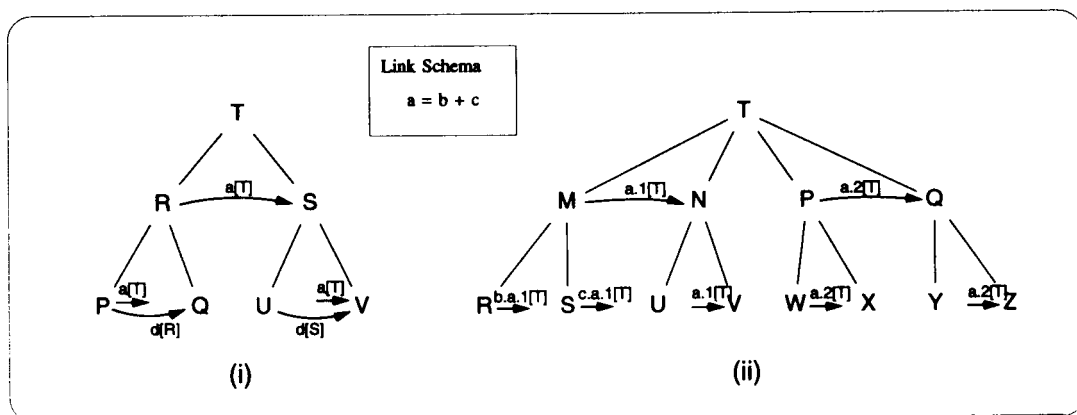 Link Schema
a = b + c
T
R a[T] S
P a[T] Q U a[T] V
d[R] d[S]
(i)
T
M a.1[T] N P a.2[T] Q
R b.a.1[T] S c.a.1[T] U a.1[T] V W a.2[T] X Y a.2[T] Z
(ii)